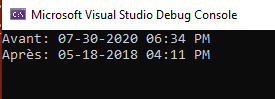 Microsoft Visual Studio Debug Console
Avant: 07-30-2020 06:34 PM
Après: 05-18-2018 04:11 PM